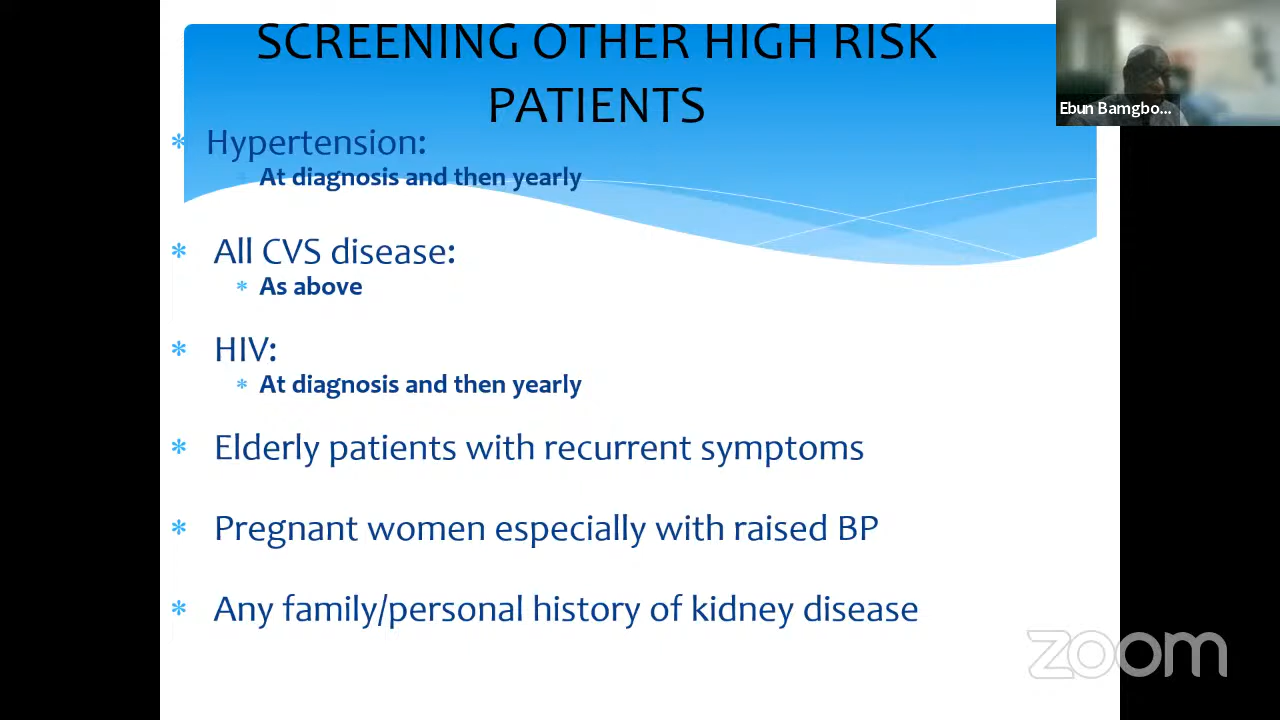 SCREENING OTHER HIGH RISK
PATIENTS
Ebun Bamgbo...
* Hypertension:
At diagnosis and then yearly
* All CVS disease:
* As above
* HIV:
* At diagnosis and then yearly
* Elderly patients with recurrent symptoms
* Pregnant women especially with raised BP
* Any family/personal history of kidney disease
zoom